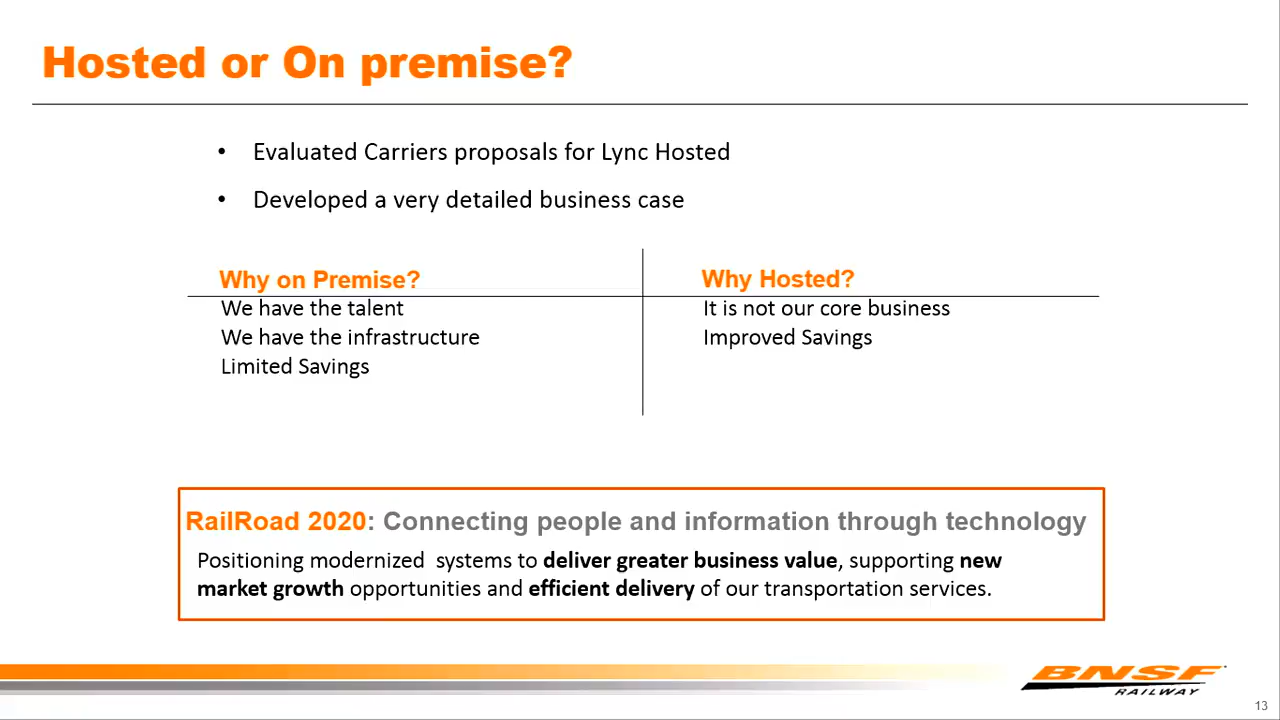 Hosted or On premise?
• Evaluated Carriers proposals for Lync Hosted
• Developed a very detailed business case
Why on Premise?
We have the talent
We have the infrastructure
Limited Savings
Why Hosted?
It is not our core business
Improved Savings
RailRoad 2020: Connecting people and information through technology
Positioning modernized  systems to deliver greater business value, supporting new
market growth opportunities and efficient delivery of our transportation services.
BNSF
RAILWAY
13